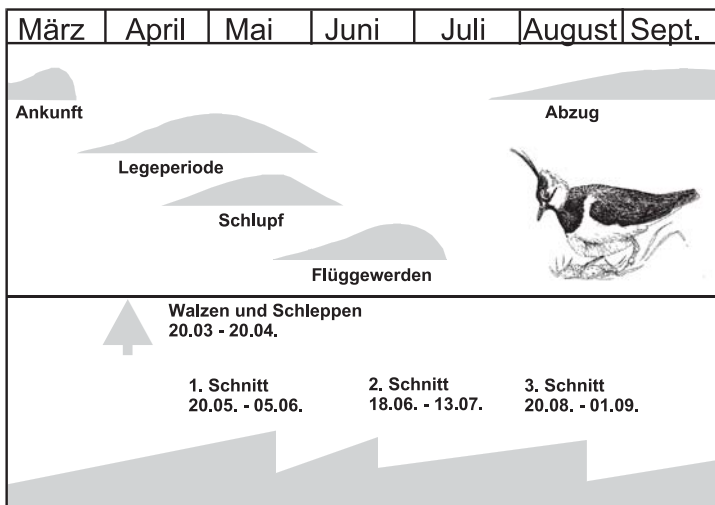 März April Mai Juni Juli August Sept.
Ankunft
Abzug
Legeperiode
Schlupf
Flüggewerden
Walzen und Schleppen
20.03 - 20.04.
1. Schnitt
20.05. - 05.06.
2. Schnitt
18.06. - 13.07.
3. Schnitt
20.08. - 01.09.